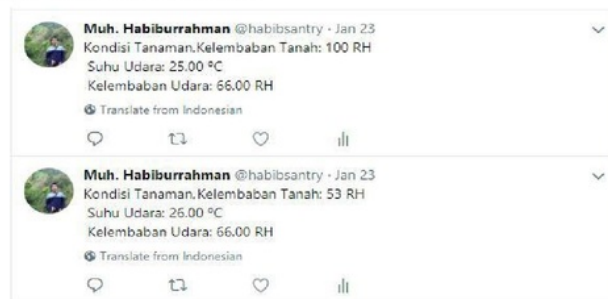 Muh. Habiburrahman @habibsantry · Jan 23
Kondisi Tanaman,Kelembaban Tanah: 100 RH
Suhu Udara: 25.00 ºC
Kelembaban Udara: 66.00 RH
Translate from Indonesian
Muh. Habiburrahman @habibsantry · Jan 23
Kondisi Tanaman,Kelembaban Tanah: 53 RH
Suhu Udara: 26.00 ºC
Kelembaban Udara: 66.00 RH
Translate from Indonesian